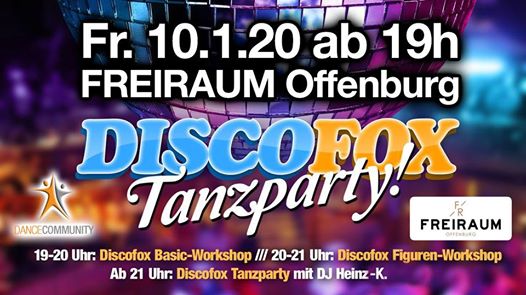 Fr. 10.1.20 ab 19h
FREIRAUM Offenburg
DISCOFOX
Tanzparty!
DANCECOMMUNITY
F
R
FREIRAUM
OFFENBURG
19-20 Uhr: Discofox Basic-Workshop /// 20-21 Uhr: Discofox Figuren-Workshop
Ab 21 Uhr: Discofox Tanzparty mit DJ Heinz-K.